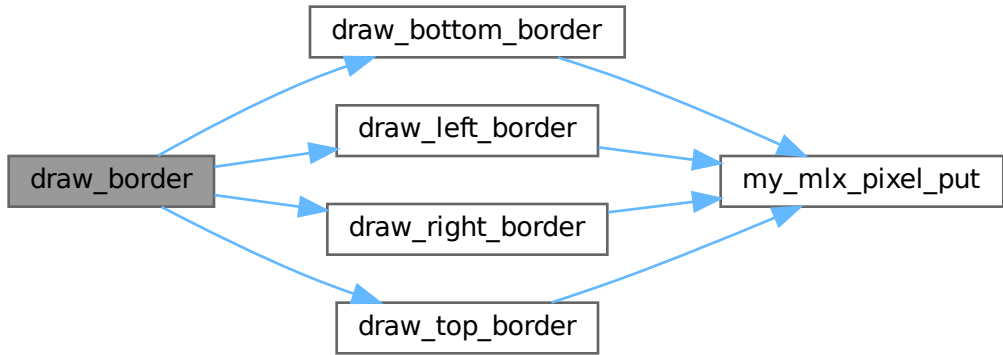 draw_bottom_border
draw_left_border
draw_border
my_mlx_pixel_put
draw_right_border
draw_top_border